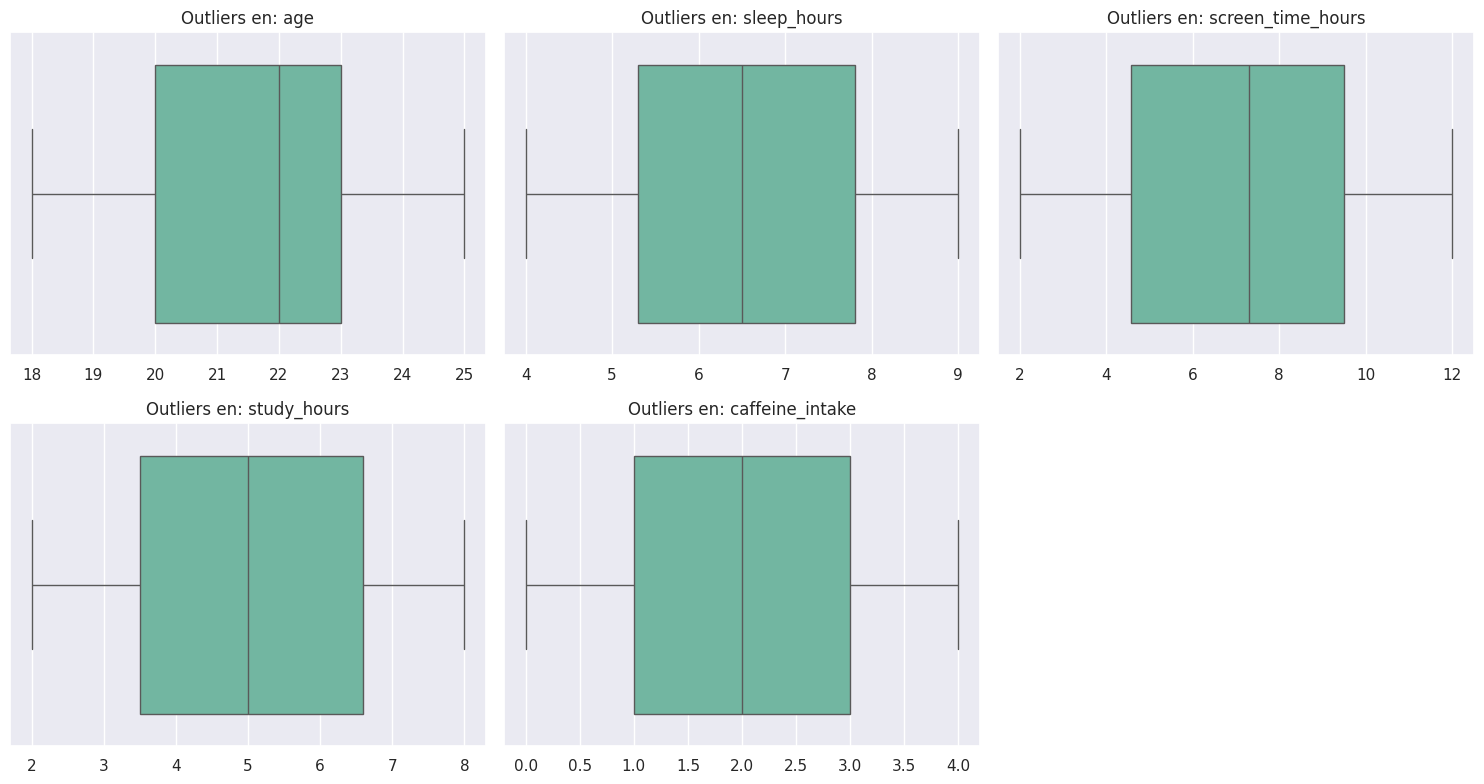 Outliers en: age
18 19 20 21 22 23 24 25
Outliers en: sleep_hours
4 5 6 7 8 9
Outliers en: screen_time_hours
2 4 6 8 10 12
Outliers en: study_hours
2 3 4 5 6 7 8
Outliers en: caffeine_intake
0.0 0.5 1.0 1.5 2.0 2.5 3.0 3.5 4.0